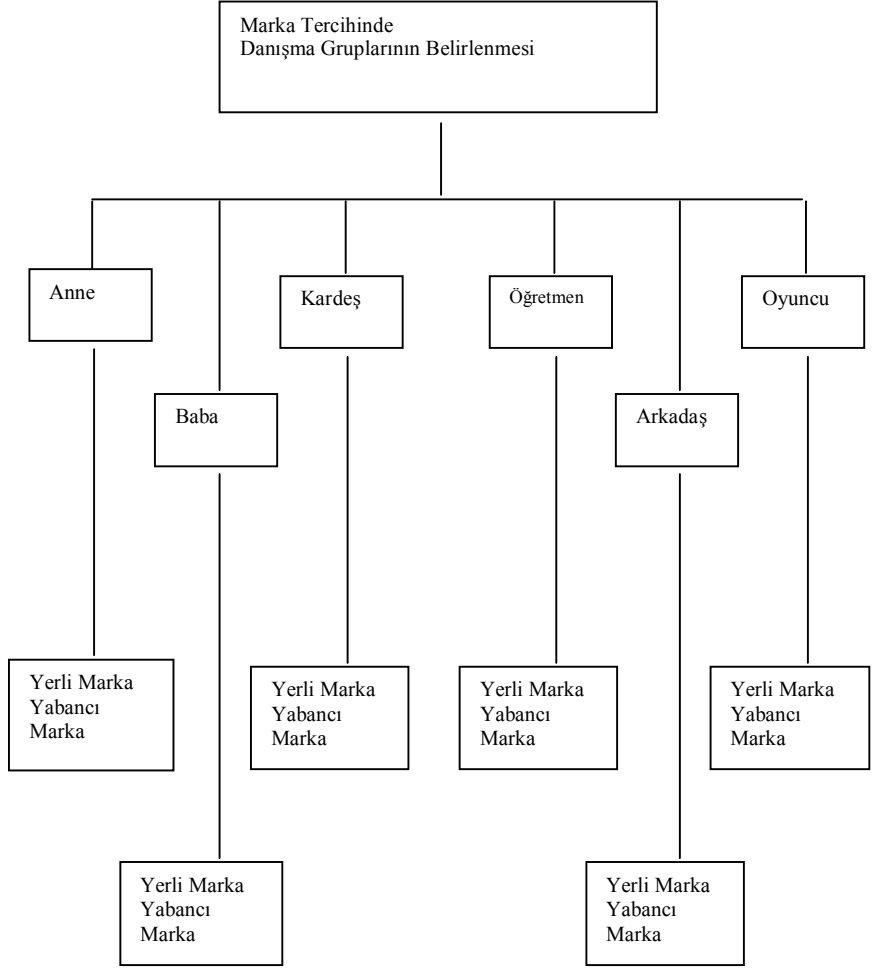 Marka Tercihinde
Danışma Gruplarının Belirlenmesi
Anne
Kardeş
Öğretmen
Oyuncu
Baba
Arkadaş
Yerli Marka
Yabancı
Marka
Yerli Marka
Yabancı
Marka
Yerli Marka
Yabancı
Marka
Yerli Marka
Yabancı
Marka
Yerli Marka
Yabancı
Marka
Yerli Marka
Yabancı
Marka